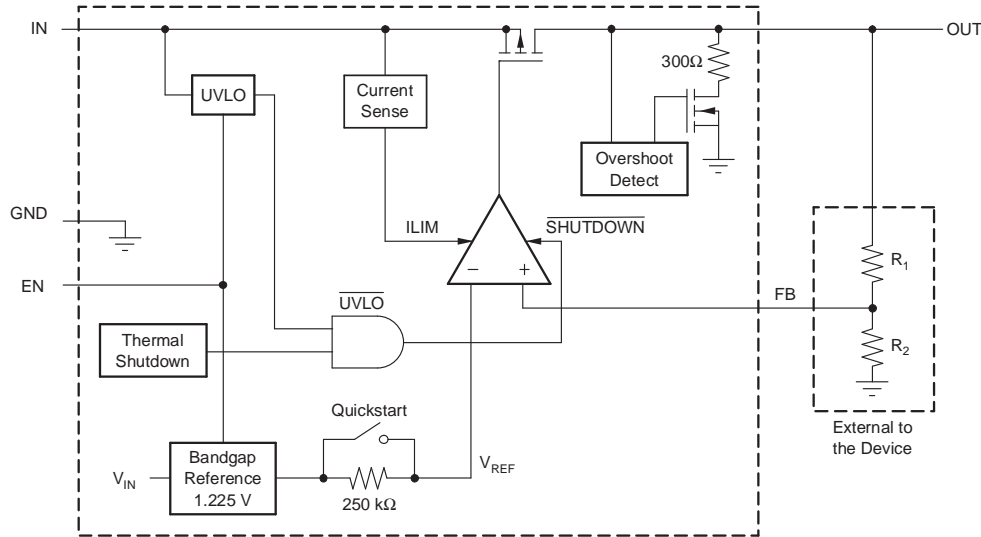 IN
OUT
300Ω
UVLO
Current
Sense
Overshoot
Detect
GND
ILIM
SHUTDOWN
R1
EN
UVLO
− +
FB
Thermal
Shutdown
R2
Quickstart
External to
the Device
VIN
Bandgap
Reference
1.225 V
VREF
250 kΩ